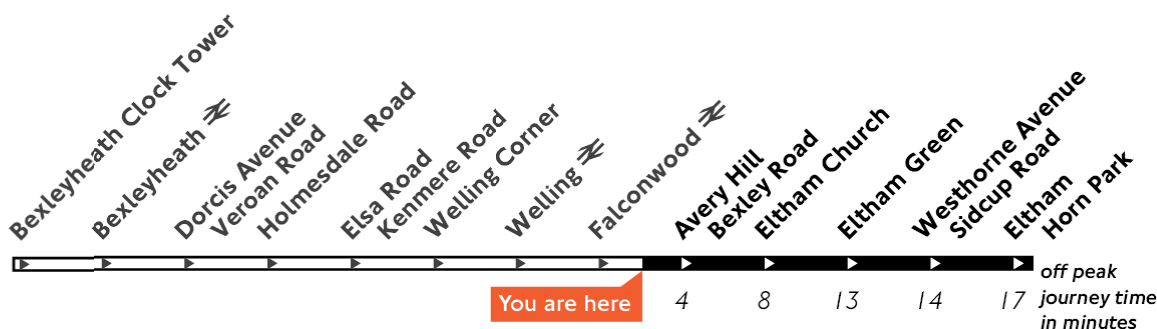 Bexleyheath Clock Tower
Bexleyheath
Dorcis Avenue
Veroan Road
Holmesdale Road
Elsa Road
Kenmere Road
Welling Corner
Welling
Falconwood
Avery Hill
Bexley Road
Eltham Church
Eltham Green
Westhorne Avenue
Sidcup Road
Eltham
Horn Park
You are here
4 8 13 14 17
off peak
journey time
in minutes